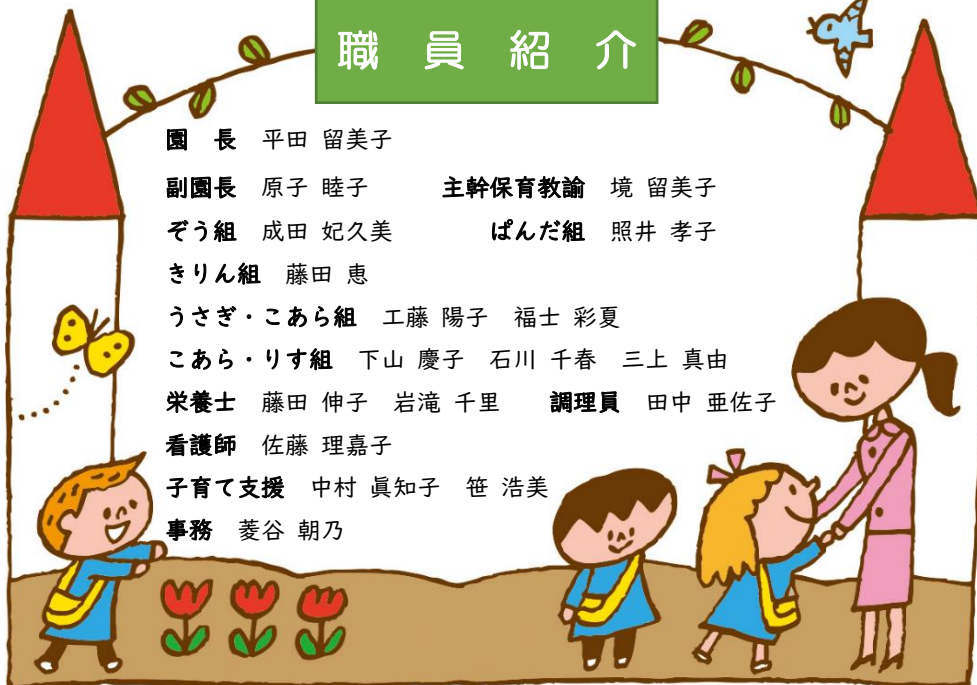 職 員 紹 介
園 長 平田 留美子
副園長 原子 睦子 主幹保育教諭 境 留美子
ぞう組 成田 妃久美 ぱんだ組 照井 孝子
きりん組 藤田 恵
うさぎ・こあら組 工藤 陽子 福士 彩夏
こあら・りす組 下山 慶子 石川 千春 三上 真由
栄養士 藤田 伸子 岩滝 千里 調理員 田中 亜佐子
看護師 佐藤 理嘉子
子育て支援 中村 眞知子 笹 浩美
事務 菱谷 朝乃